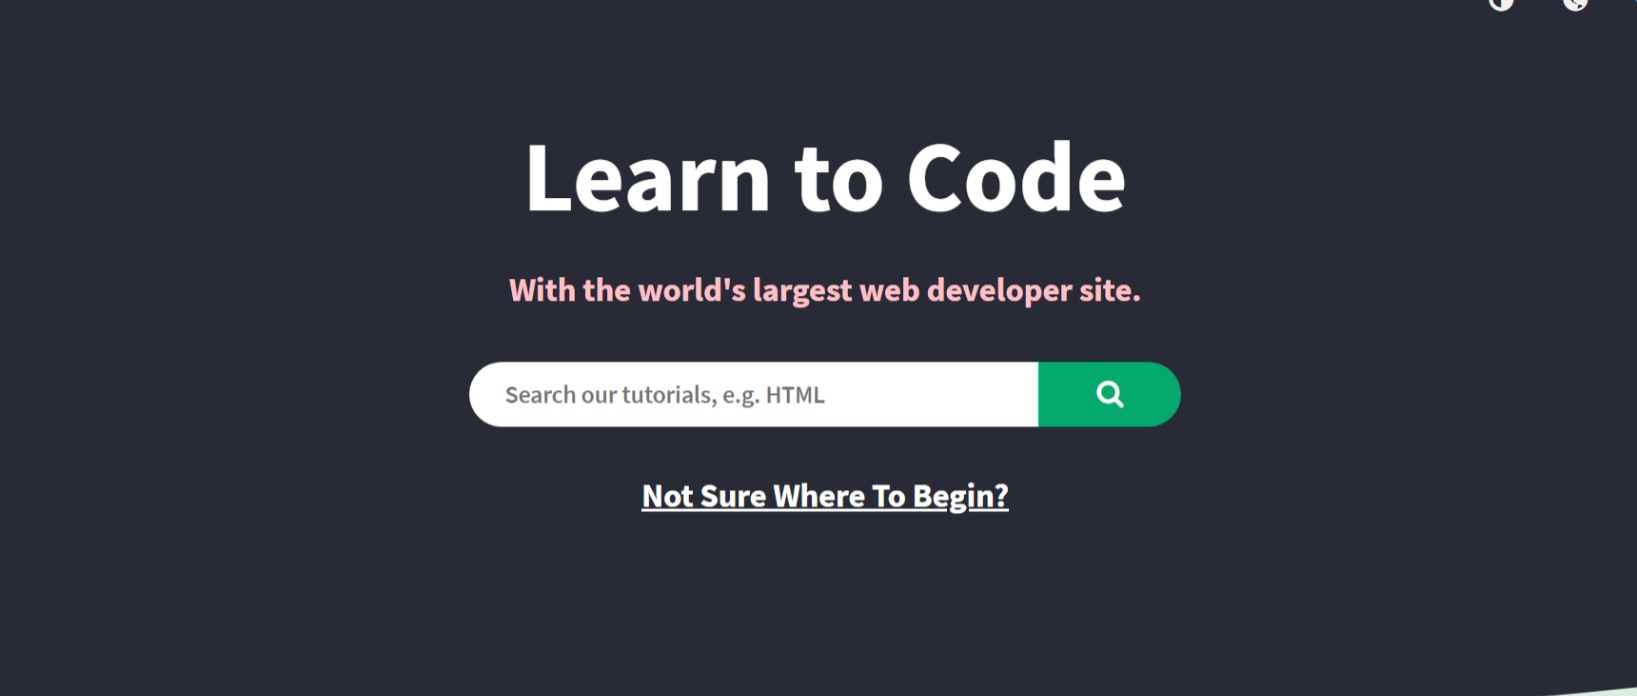 Learn to Code
With the world's largest web developer site.
Search our tutorials, e.g. HTML
Not Sure Where To Begin?